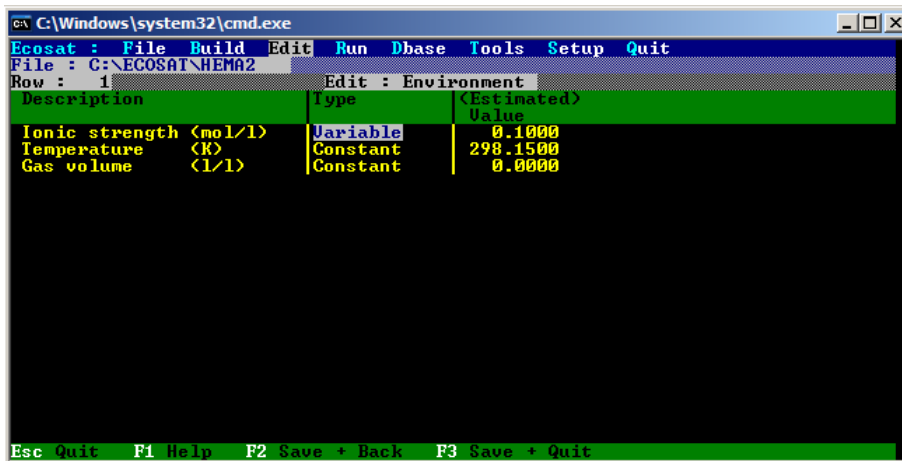 C:\Windows\system32\cmd.exe
Ecosat : File Build Edit Run Dbase Tools Setup Quit
File : C:\ECOSAT\HEMA2
Row : 1 Edit : Environment
Description Type (Estimated)
Value
Ionic strength (mol/l) Variable 0.1000
Temperature (K) Constant 298.1500
Gas volume (l/l) Constant 0.0000
Esc Quit F1 Help F2 Save + Back F3 Save + Quit